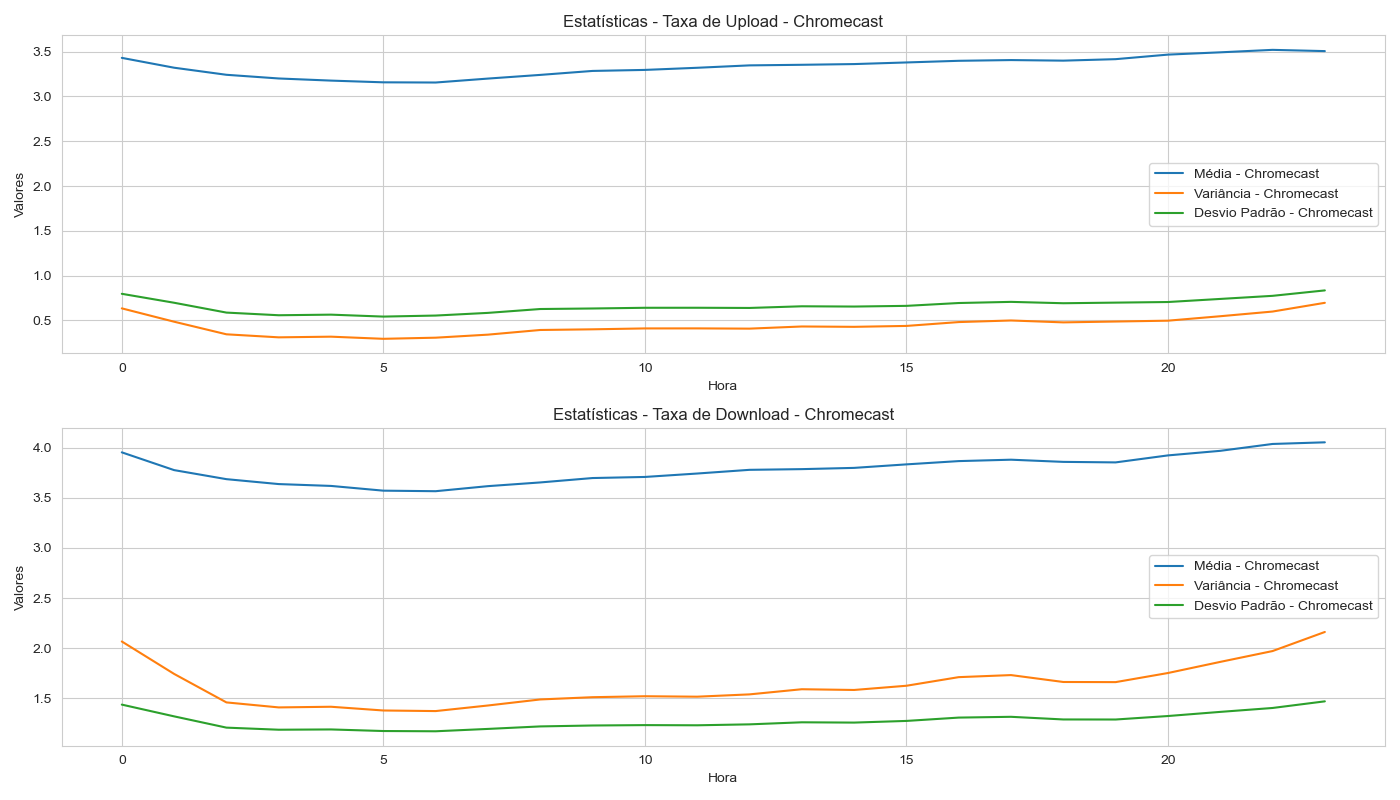 Estatísticas - Taxa de Upload - Chromecast
3.5
3.0
2.5
2.0
1.5
1.0
0.5
Valores
Média - Chromecast
Variância - Chromecast
Desvio Padrão - Chromecast
0 5 10 15 20
Hora
Estatísticas - Taxa de Download - Chromecast
4.0
3.5
3.0
2.5
2.0
1.5
Valores
Média - Chromecast
Variância - Chromecast
Desvio Padrão - Chromecast
0 5 10 15 20
Hora